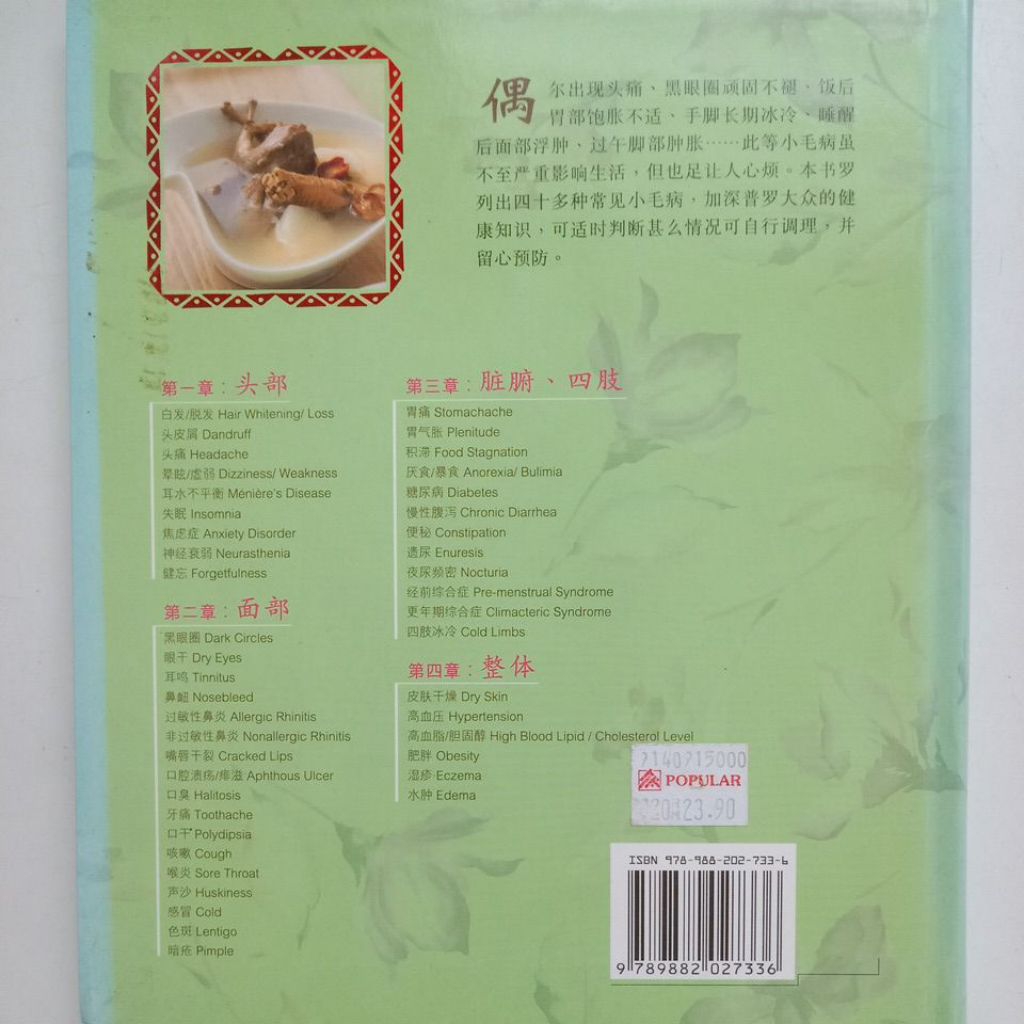 偶尔出现头痛、黑眼圈顽固不褪、饭后
胃部饱胀不适、手脚长期冰冷、睡醒
后面部浮肿、过午脚部肿胀……此等小毛病虽
不至严重影响生活，但也足让人心烦。本书罗
列出四十多种常见小毛病，加深普罗大众的健
康知识，可适时判断甚么情况可自行调理，并
留心预防。
第一章：头部
白发/脱发 Hair Whitening/ Loss
头皮屑 Dandruff
头痛 Headache
晕眩/虚弱 Dizziness/ Weakness
耳水不平衡 Ménière's Disease
失眠 Insomnia
焦虑症 Anxiety Disorder
神经衰弱 Neurasthenia
健忘 Forgetfulness
第二章：面部
黑眼圈 Dark Circles
眼干 Dry Eyes
耳鸣 Tinnitus
鼻衄 Nosebleed
过敏性鼻炎 Allergic Rhinitis
非过敏性鼻炎 Nonallergic Rhinitis
嘴唇干裂 Cracked Lips
口腔溃疡/痱滋 Aphthous Ulcer
口臭 Halitosis
牙痛 Toothache
口干 Polydipsia
咳嗽 Cough
喉炎 Sore Throat
声沙 Huskiness
感冒 Cold
色斑 Lentigo
暗疮 Pimple
第三章：脏腑、四肢
胃痛 Stomachache
胃气胀 Plenitude
积滞 Food Stagnation
厌食/暴食 Anorexia/ Bulimia
糖尿病 Diabetes
慢性腹泻 Chronic Diarrhea
便秘 Constipation
遗尿 Enuresis
夜尿频密 Nocturia
经前综合症 Pre-menstrual Syndrome
更年期综合症 Climacteric Syndrome
四肢冰冷 Cold Limbs
第四章：整体
皮肤干燥 Dry Skin
高血压 Hypertension
高血脂/胆固醇 High Blood Lipid / Cholesterol Level
肥胖 Obesity
湿疹 Eczema
水肿 Edema
POPULAR
23.90
ISBN 978-988-202-733-6
9 789882 027336